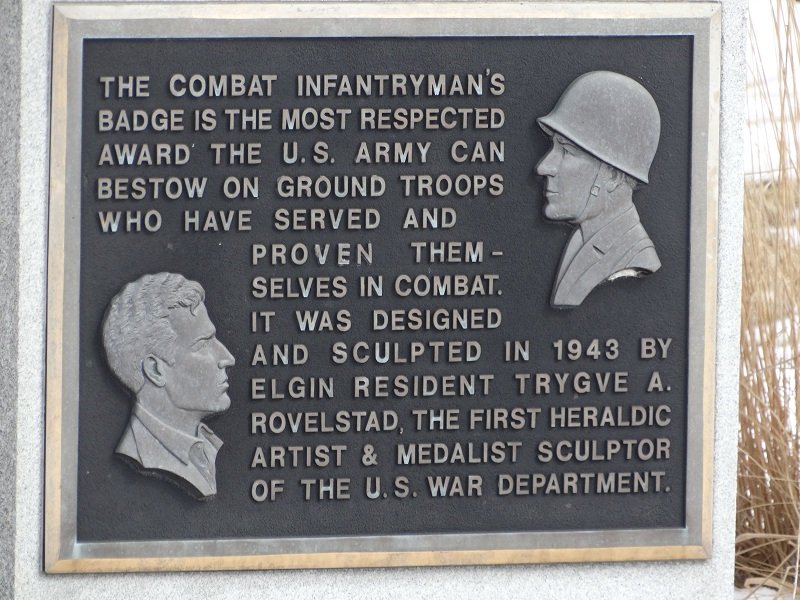 THE COMBAT INFANTRYMAN'S
BADGE IS THE MOST RESPECTED
AWARD THE U.S. ARMY CAN
BESTOW ON GROUND TROOPS
WHO HAVE SERVED AND
PROVEN THEM-
SELVES IN COMBAT.
IT WAS DESIGNED
AND SCULPTED IN 1943 BY
ELGIN RESIDENT TRYGVE A.
ROVELSTAD, THE FIRST HERALDIC
ARTIST & MEDALIST SCULPTOR
OF THE U.S. WAR DEPARTMENT.